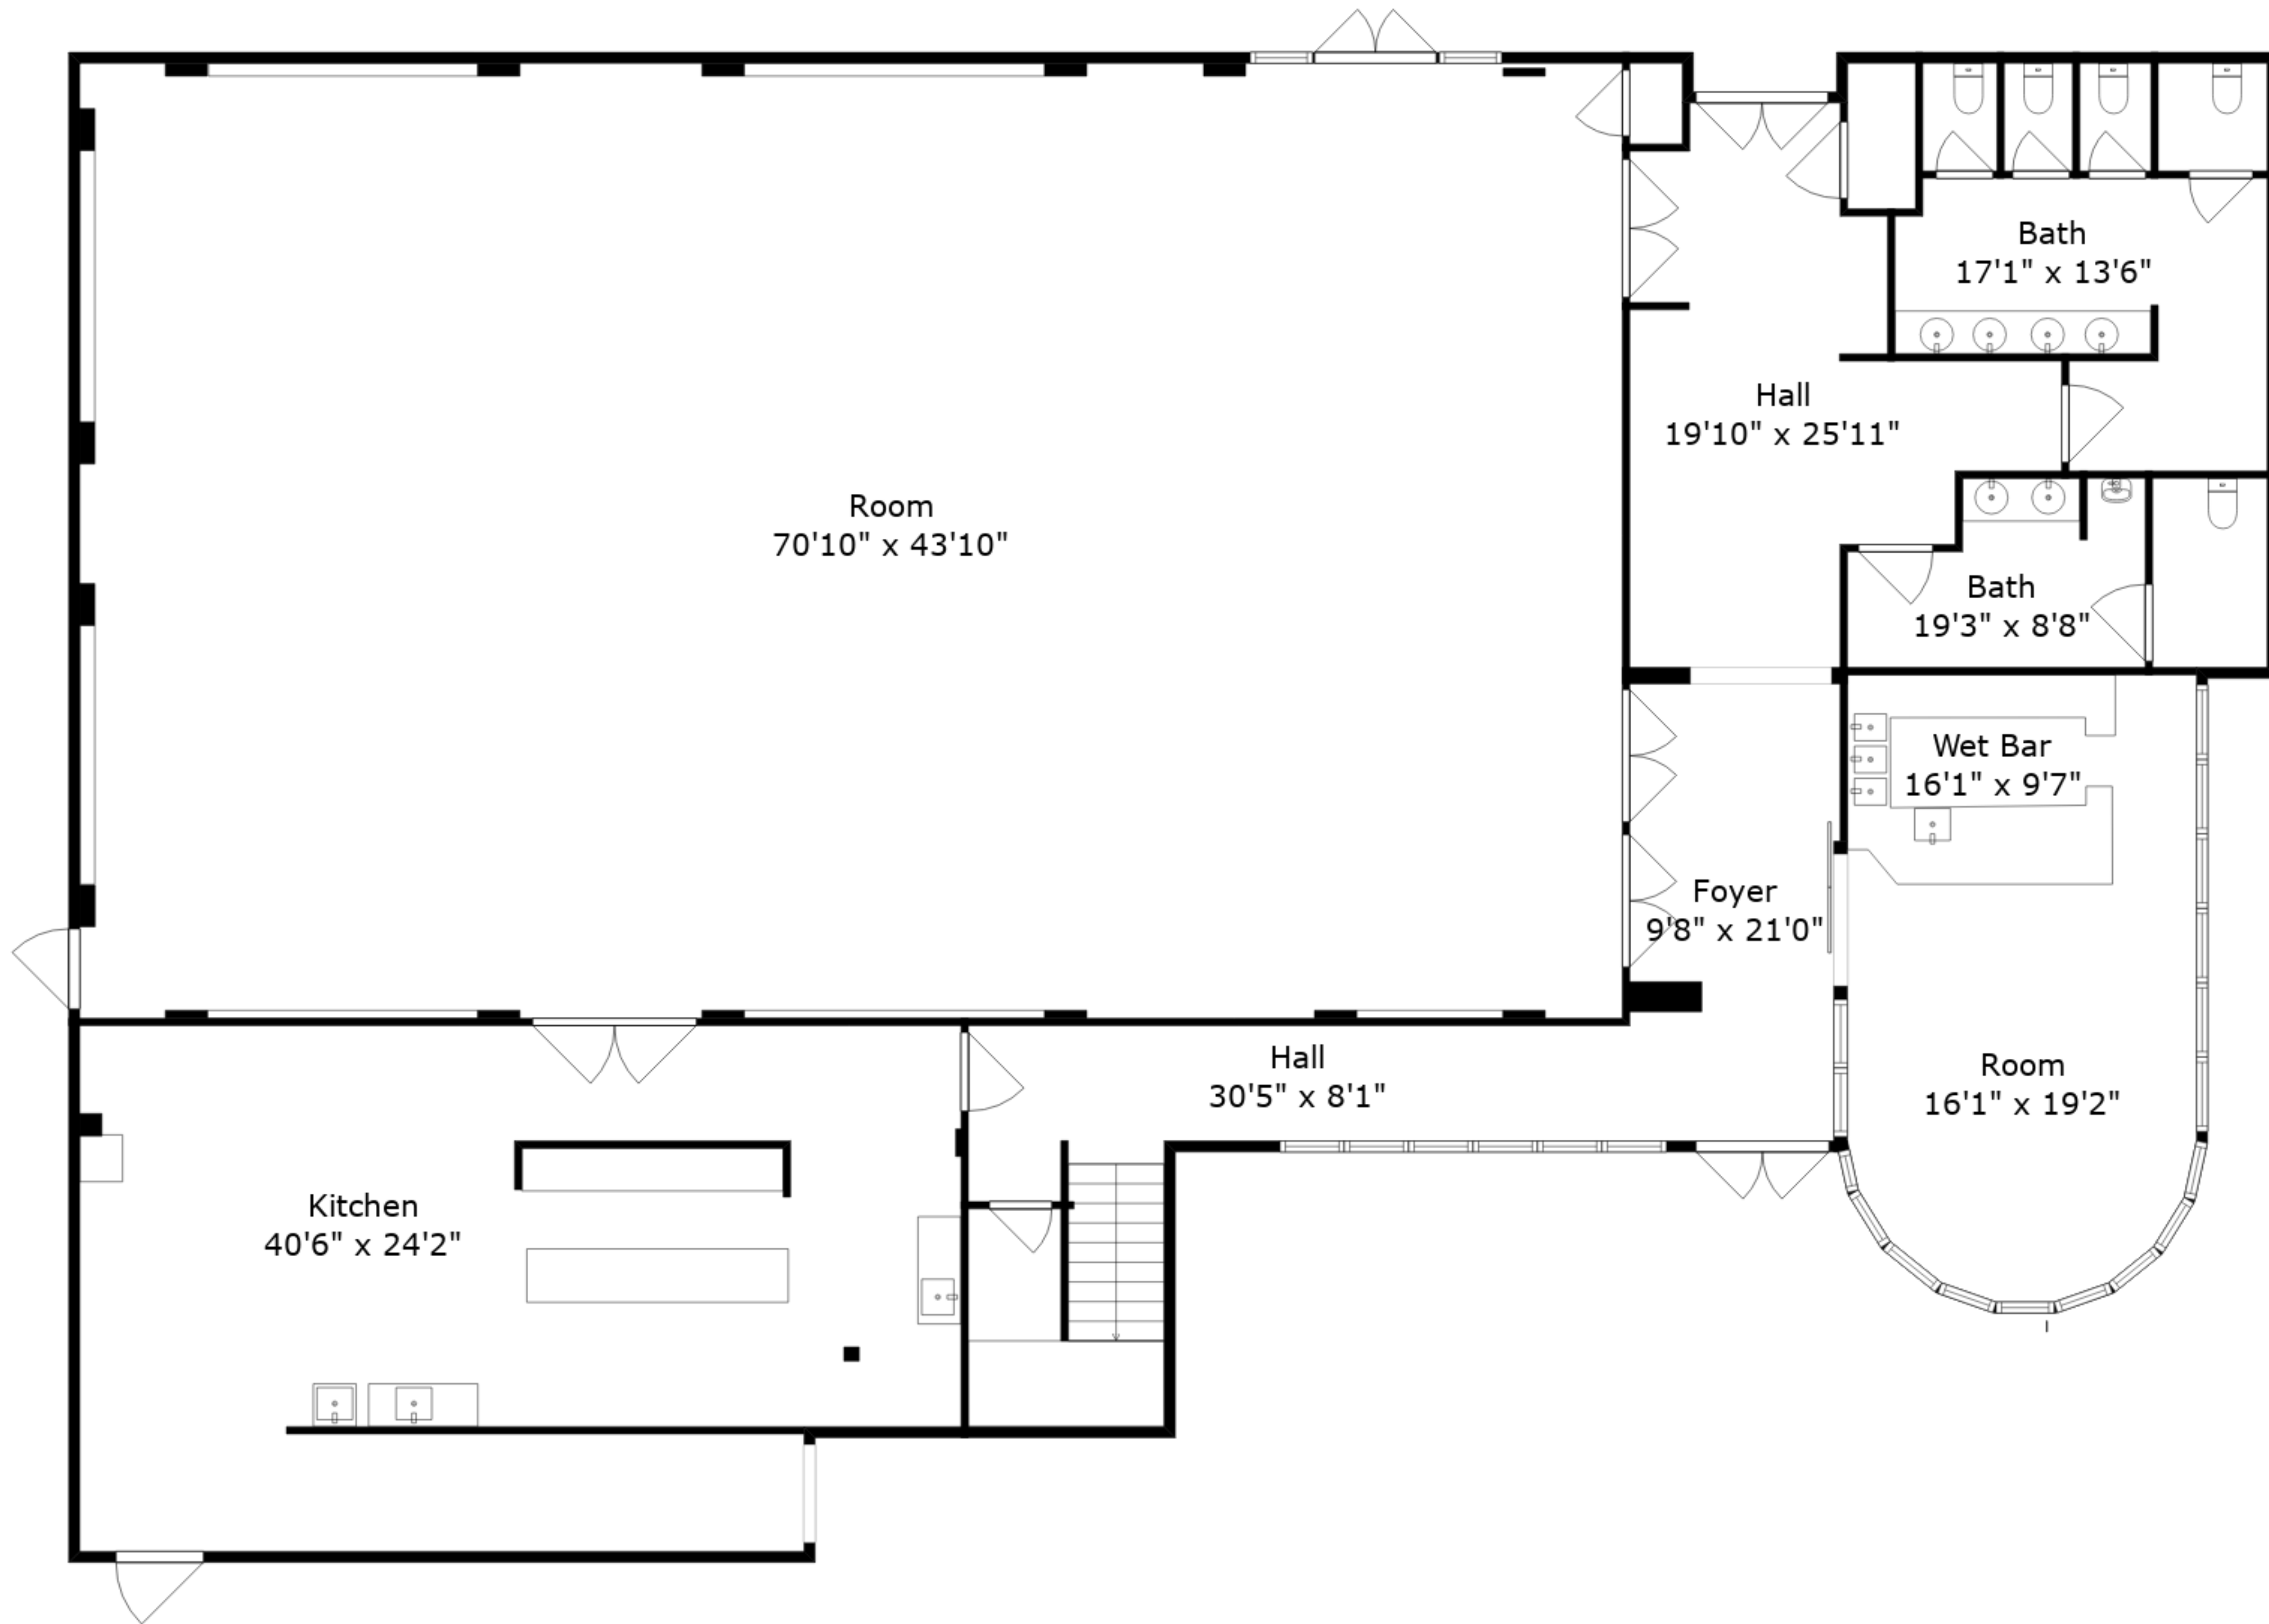 Bath
17'1" x 13'6"
Hall
19'10" x 25'11"
Room
70'10" x 43'10"
Bath
19'3" x 8'8"
Wet Bar
16'1" x 9'7"
Foyer
9'8" x 21'0"
Hall
30'5" x 8'1"
Room
16'1" x 19'2"
Kitchen
40'6" x 24'2"